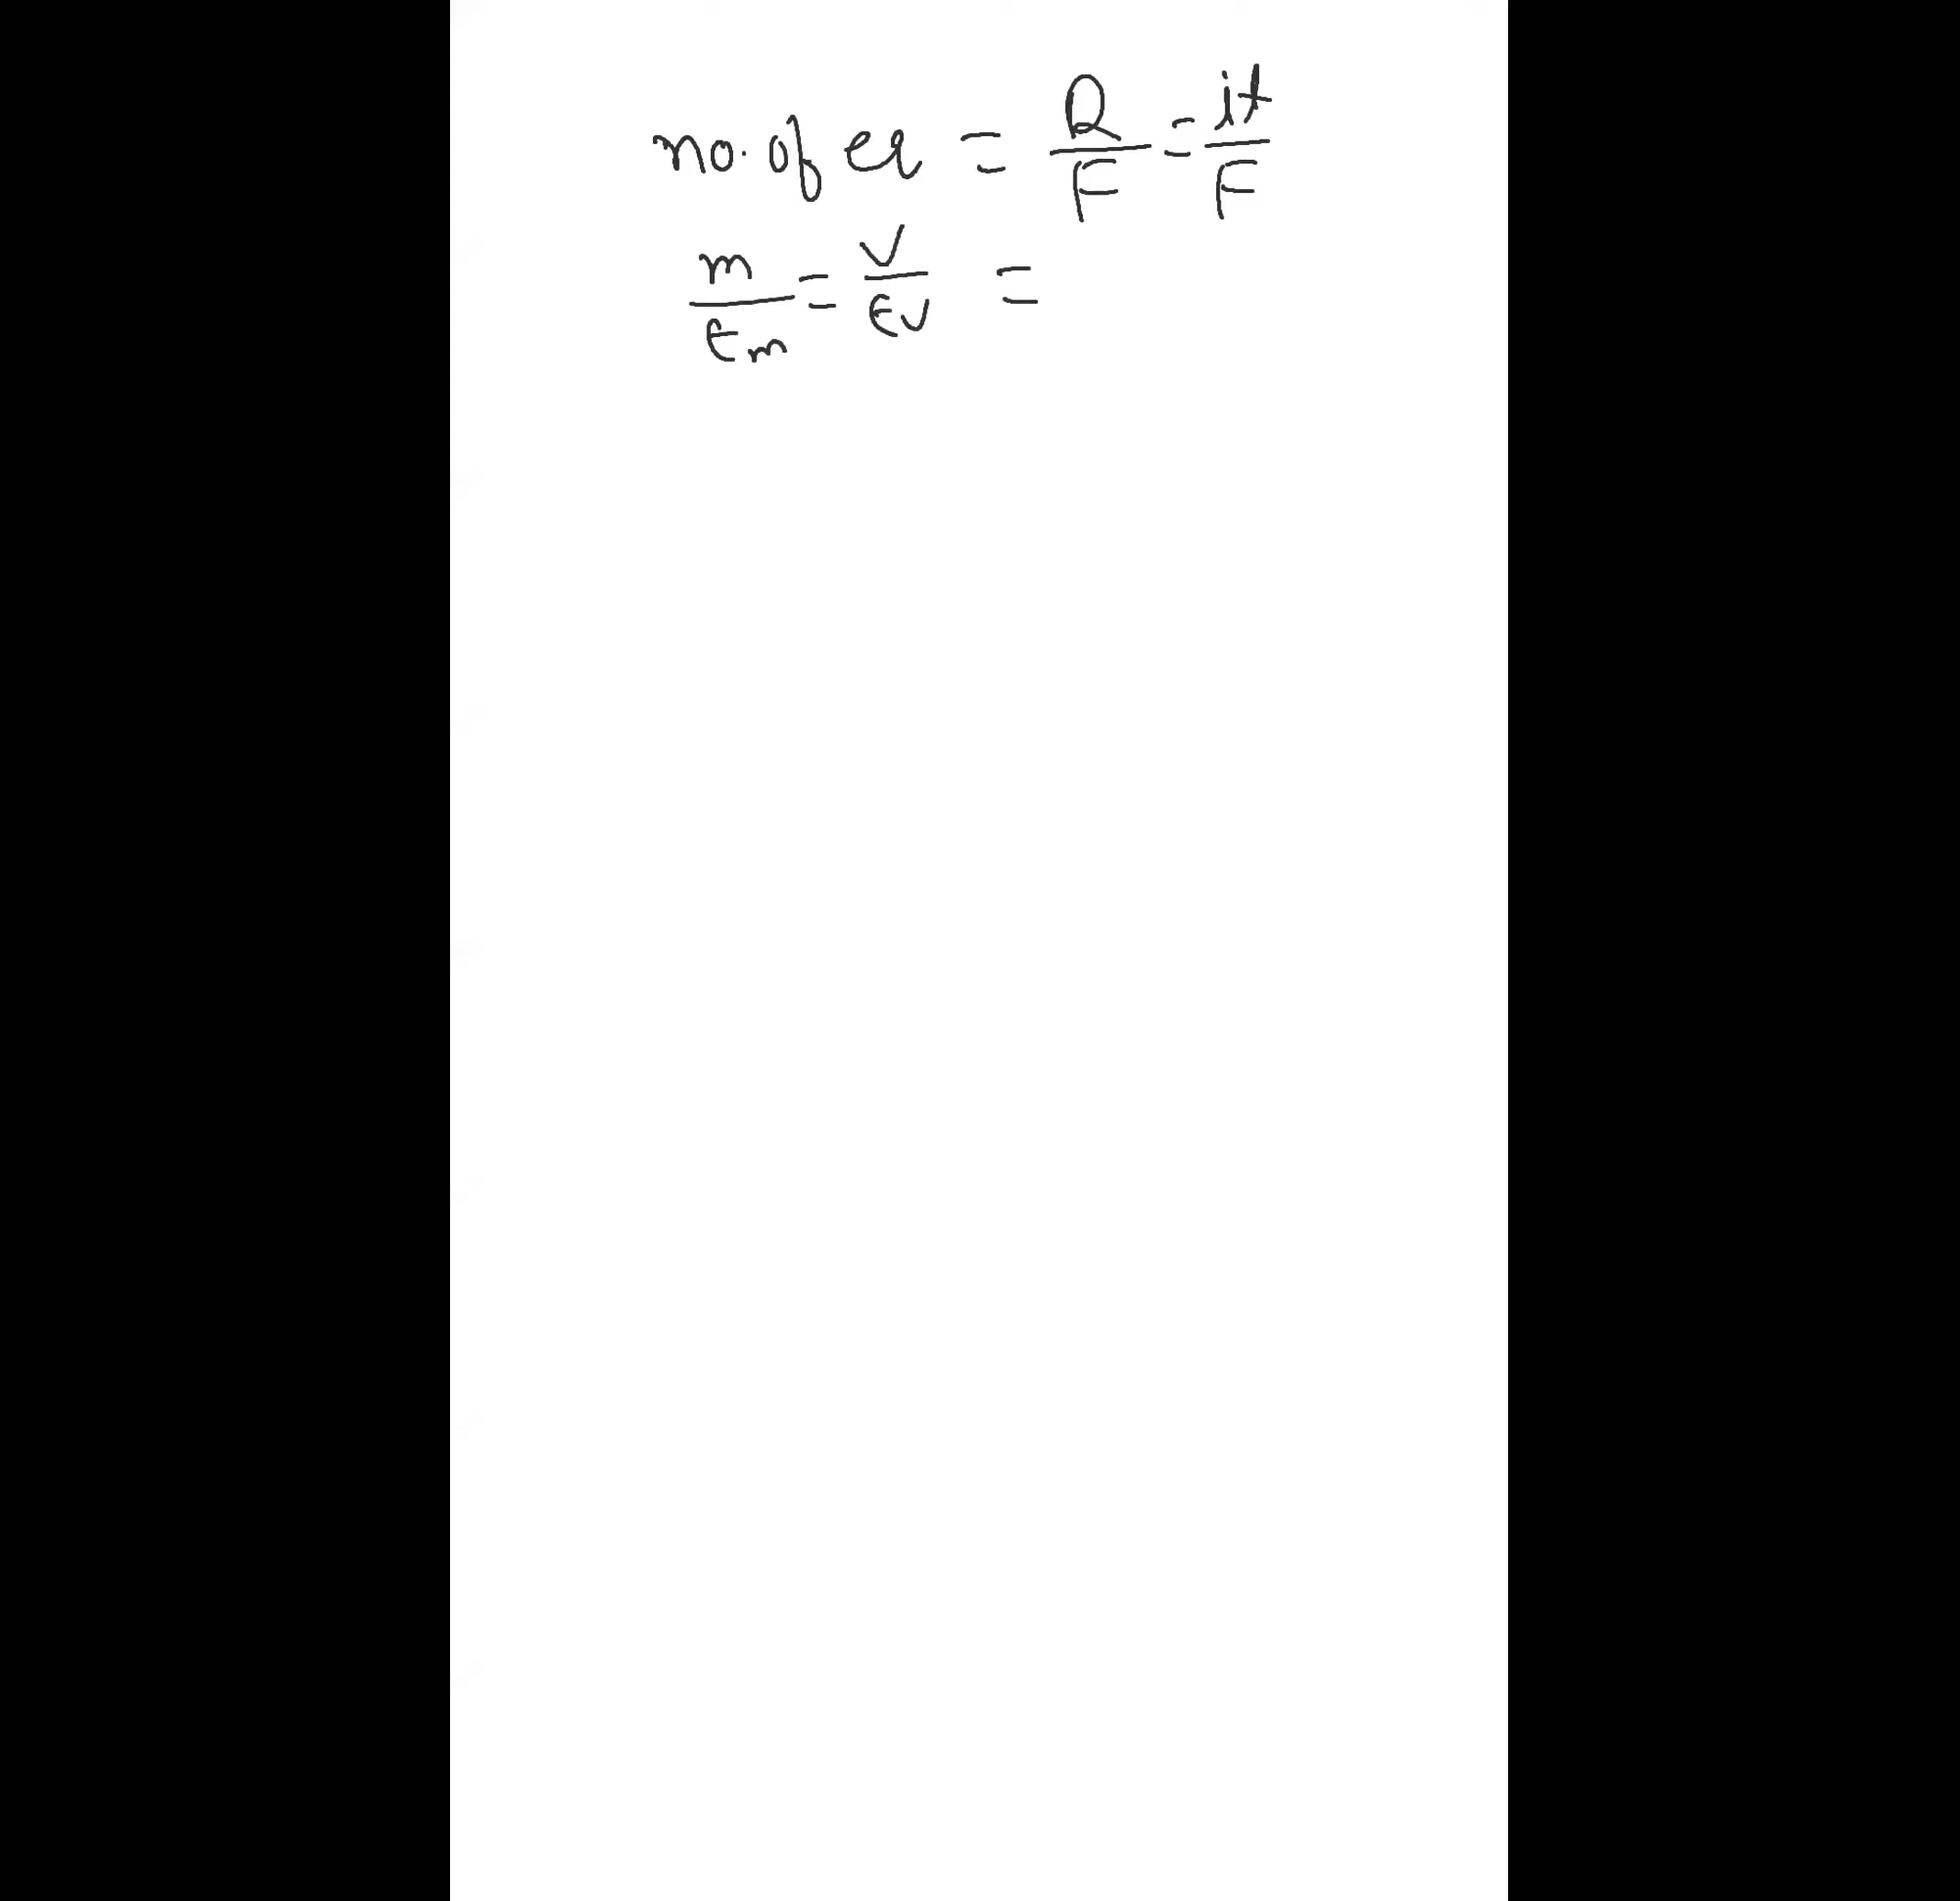 no. of eq = Q/F = it/F
m/Em = V/EV =